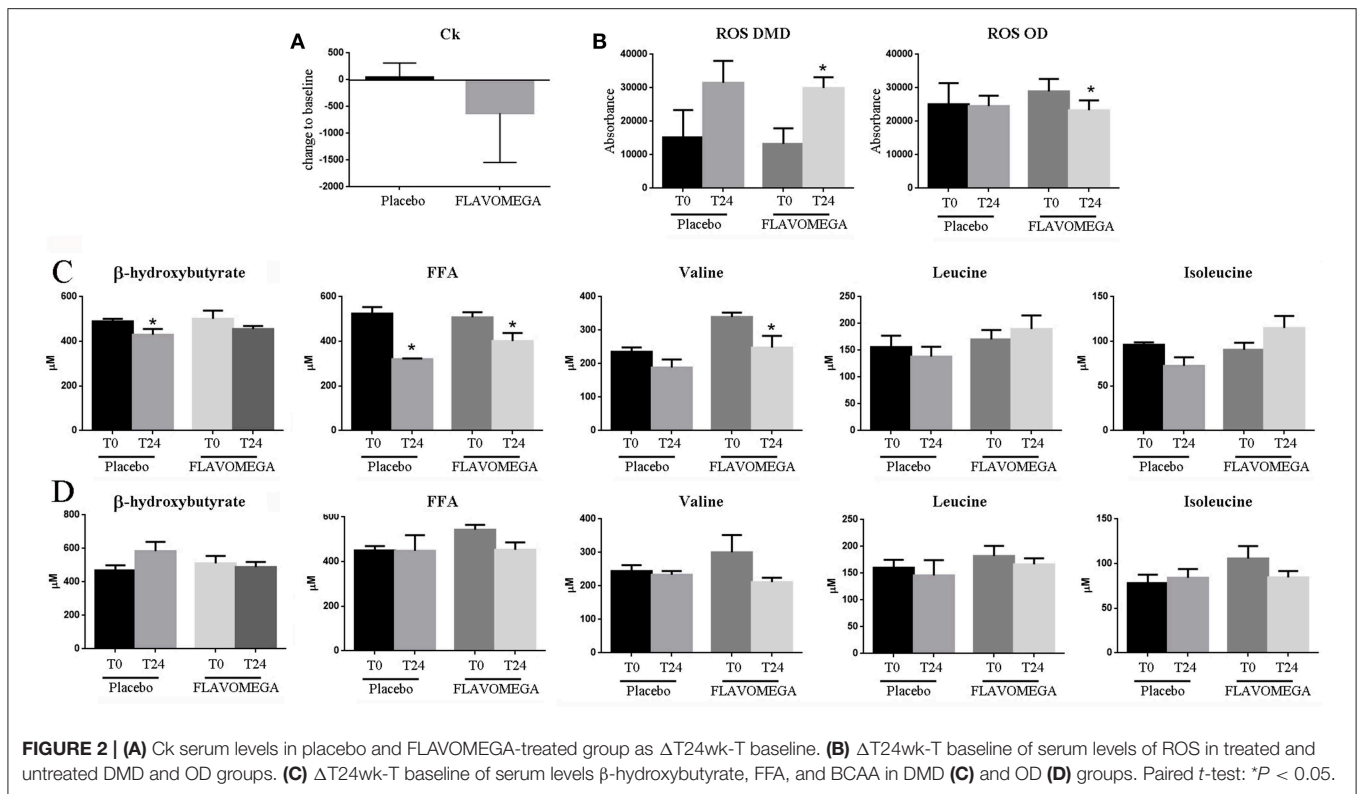 A
Ck
change to baseline
500
0
-500
-1000
-1500
-2000
Placebo
FLAVOMEGA
B
ROS DMD
Absorbance
40000
30000
20000
10000
0
*
T0
T24
T0
T24
Placebo
FLAVOMEGA
ROS OD
Absorbance
40000
30000
20000
10000
0
*
T0
T24
T0
T24
Placebo
FLAVOMEGA
C
β-hydroxybutyrate
μM
600
400
200
0
*
T0
T24
T0
T24
Placebo
FLAVOMEGA
FFA
μM
600
400
200
0
*
*
T0
T24
T0
T24
Placebo
FLAVOMEGA
Valine
μM
400
300
200
100
0
*
T0
T24
T0
T24
Placebo
FLAVOMEGA
Leucine
μM
250
200
150
100
50
0
T0
T24
T0
T24
Placebo
FLAVOMEGA
Isoleucine
μM
150
100
50
0
T0
T24
T0
T24
Placebo
FLAVOMEGA
D
β-hydroxybutyrate
μM
800
600
400
200
0
T0
T24
T0
T24
Placebo
FLAVOMEGA
FFA
μM
600
400
200
0
T0
T24
T0
T24
Placebo
FLAVOMEGA
Valine
μM
400
300
200
100
0
T0
T24
T0
T24
Placebo
FLAVOMEGA
Leucine
μM
200
150
100
50
0
T0
T24
T0
T24
Placebo
FLAVOMEGA
Isoleucine
μM
150
100
50
0
T0
T24
T0
T24
Placebo
FLAVOMEGA
FIGURE 2 | (A) Ck serum levels in placebo and FLAVOMEGA-treated group as ΔT24wk-T baseline. (B) ΔT24wk-T baseline of serum levels of ROS in treated and
untreated DMD and OD groups. (C) ΔT24wk-T baseline of serum levels β-hydroxybutyrate, FFA, and BCAA in DMD (C) and OD (D) groups. Paired t-test: *P < 0.05.